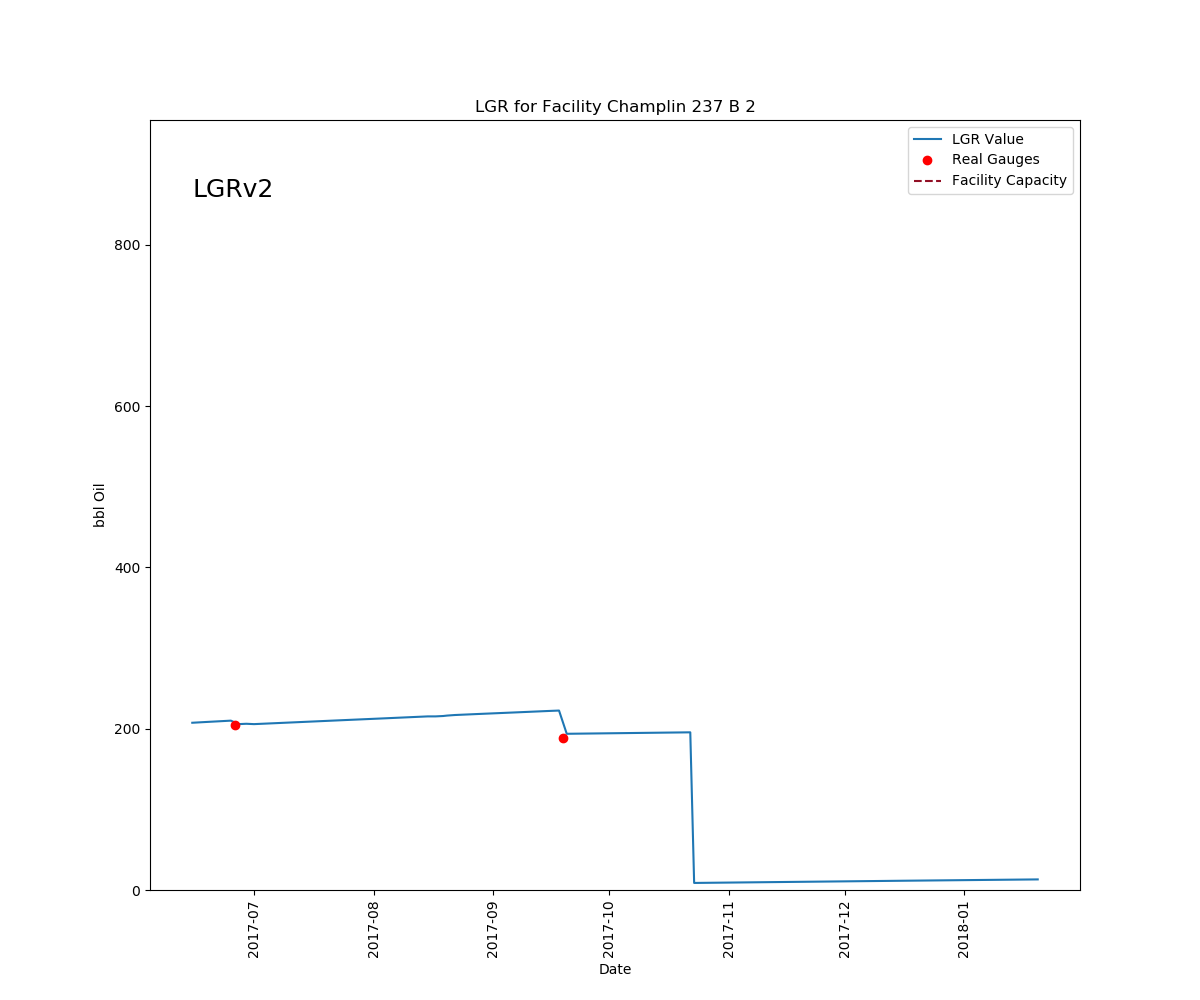 LGR for Facility Champlin 237 B 2
LGR Value
Real Gauges
Facility Capacity
LGRv2
800
600
400
200
0
bbl Oil
2017-07
2017-08
2017-09
2017-10
2017-11
2017-12
2018-01
Date